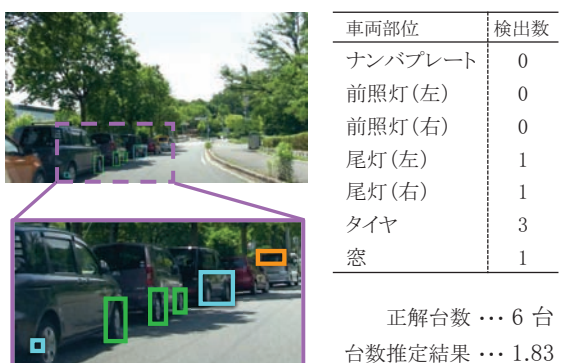 車両部位 検出数
ナンバプレート 0
前照灯(左) 0
前照灯(右) 0
尾灯(左) 1
尾灯(右) 1
タイヤ 3
窓 1
正解台数 ・・・ 6 台
台数推定結果 ・・・ 1.83